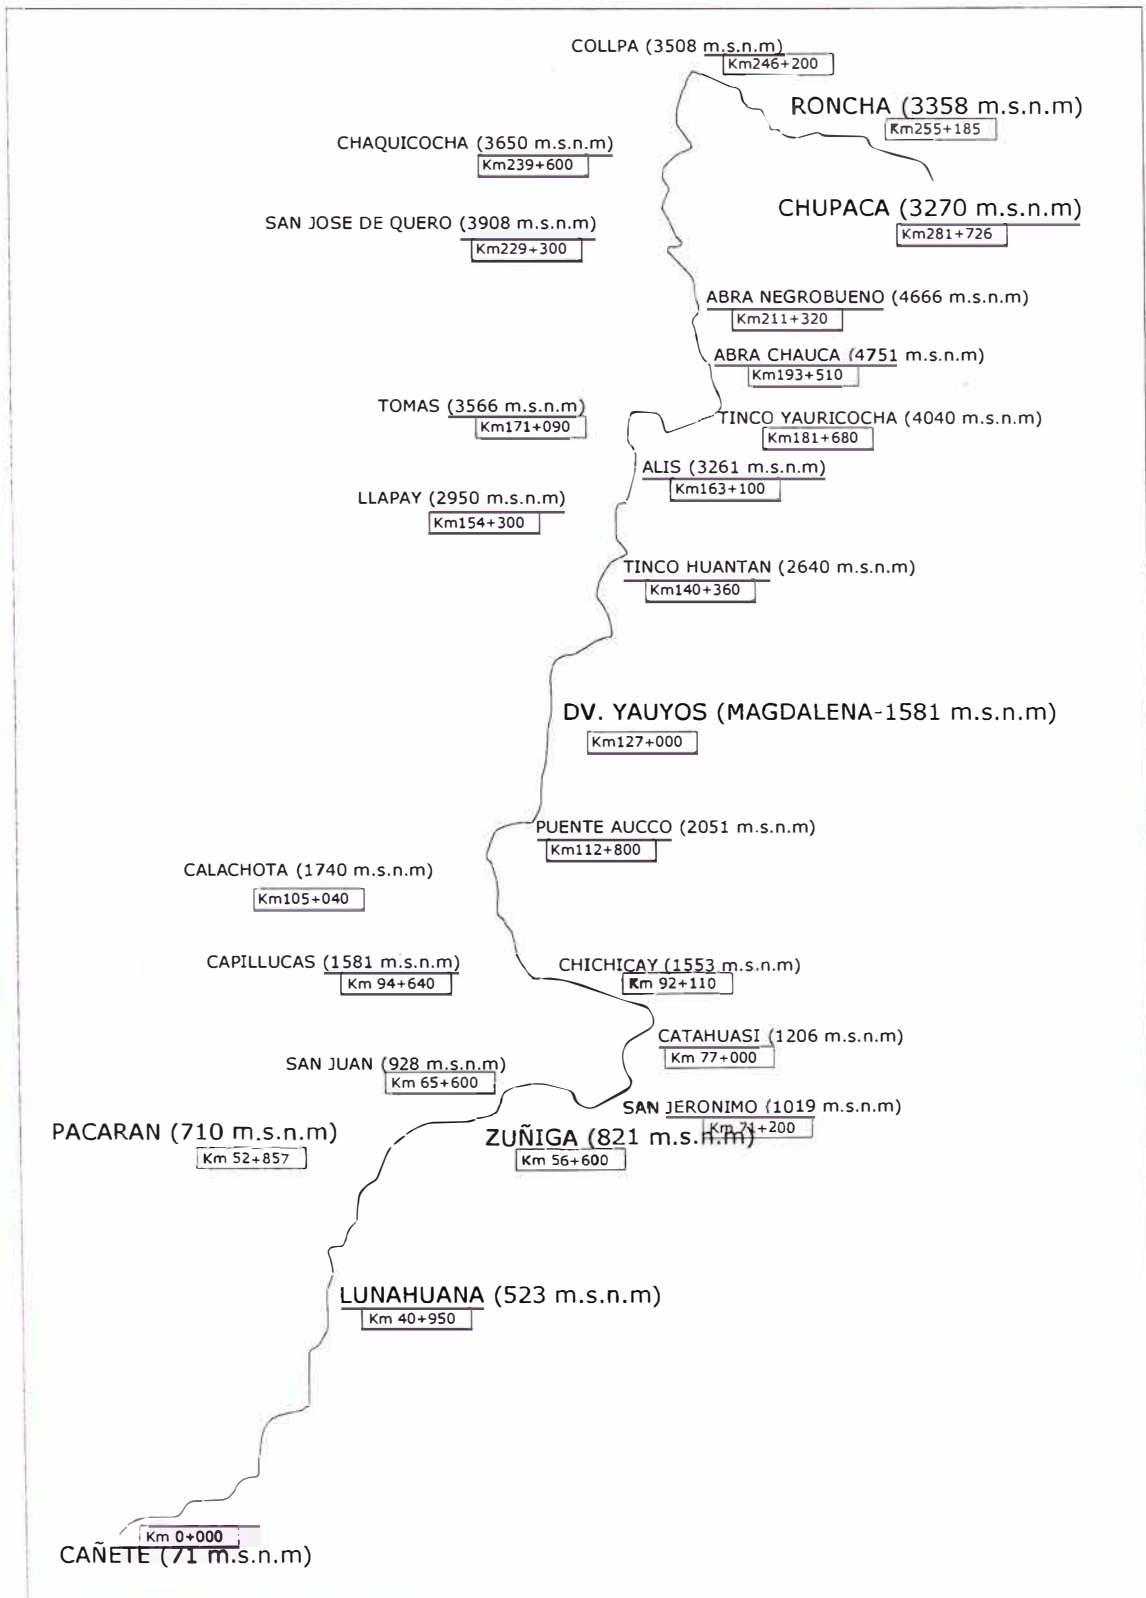 COLLPA (3508 m.s.n.m)
Km246+200
RONCHA (3358 m.s.n.m)
Km255+185
CHAQUICOCHA (3650 m.s.n.m)
Km239+600
CHUPACA (3270 m.s.n.m)
Km281+726
SAN JOSE DE QUERO (3908 m.s.n.m)
Km229+300
ABRA NEGROBUENO (4666 m.s.n.m)
Km211+320
ABRA CHAUCA (4751 m.s.n.m)
Km193+510
TOMAS (3566 m.s.n.m)
Km171+090
TINCO YAURICOCHA (4040 m.s.n.m)
Km181+680
ALIS (3261 m.s.n.m)
Km163+100
LLAPAY (2950 m.s.n.m)
Km154+300
TINCO HUANTAN (2640 m.s.n.m)
Km140+360
DV. YAUYOS (MAGDALENA-1581 m.s.n.m)
Km127+000
PUENTE AUCCO (2051 m.s.n.m)
Km112+800
CALACHOTA (1740 m.s.n.m)
Km105+040
CAPILLUCAS (1581 m.s.n.m)
Km 94+640
CHICHICAY (1553 m.s.n.m)
Km 92+110
CATAHUASI (1206 m.s.n.m)
Km 77+000
SAN JUAN (928 m.s.n.m)
Km 65+600
SAN JERONIMO (1019 m.s.n.m)
Km 71+200
PACARAN (710 m.s.n.m)
Km 52+857
ZUÑIGA (821 m.s.n.m)
Km 56+600
LUNAHUANA (523 m.s.n.m)
Km 40+950
Km 0+000
CAÑETE (71 m.s.n.m)